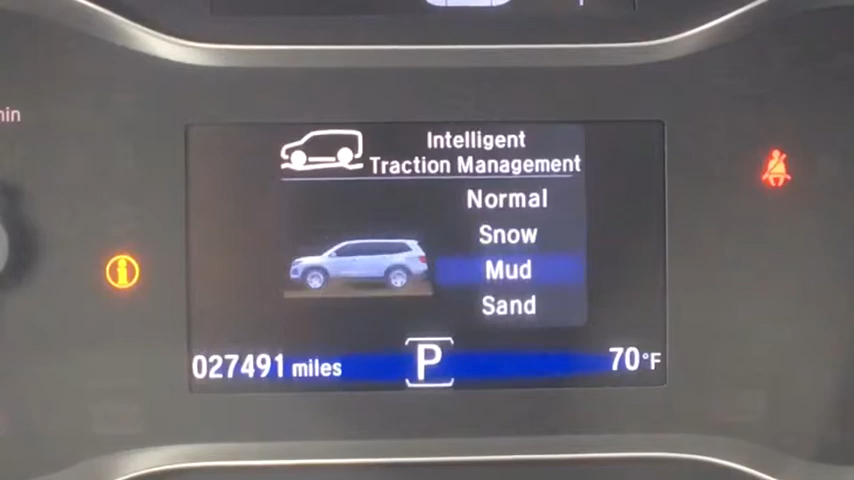 Intelligent
Traction Management
Normal
Snow
Mud
Sand
027491 miles
P
70°F